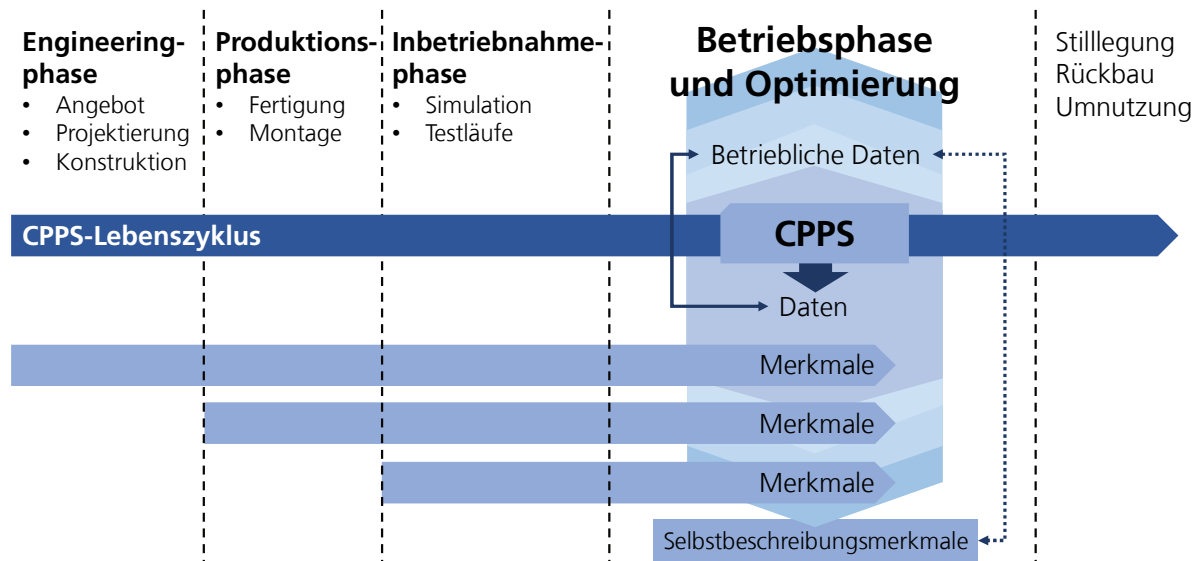 Engineering-
phase
• Angebot
• Projektierung
• Konstruktion
Produktions-
phase
• Fertigung
• Montage
Inbetriebnahme-
phase
• Simulation
• Testläufe
Betriebsphase
und Optimierung
Stilllegung
Rückbau
Umnutzung
Betriebliche Daten
CPPS-Lebenszyklus
CPPS
Daten
Merkmale
Merkmale
Merkmale
Selbstbeschreibungsmerkmale